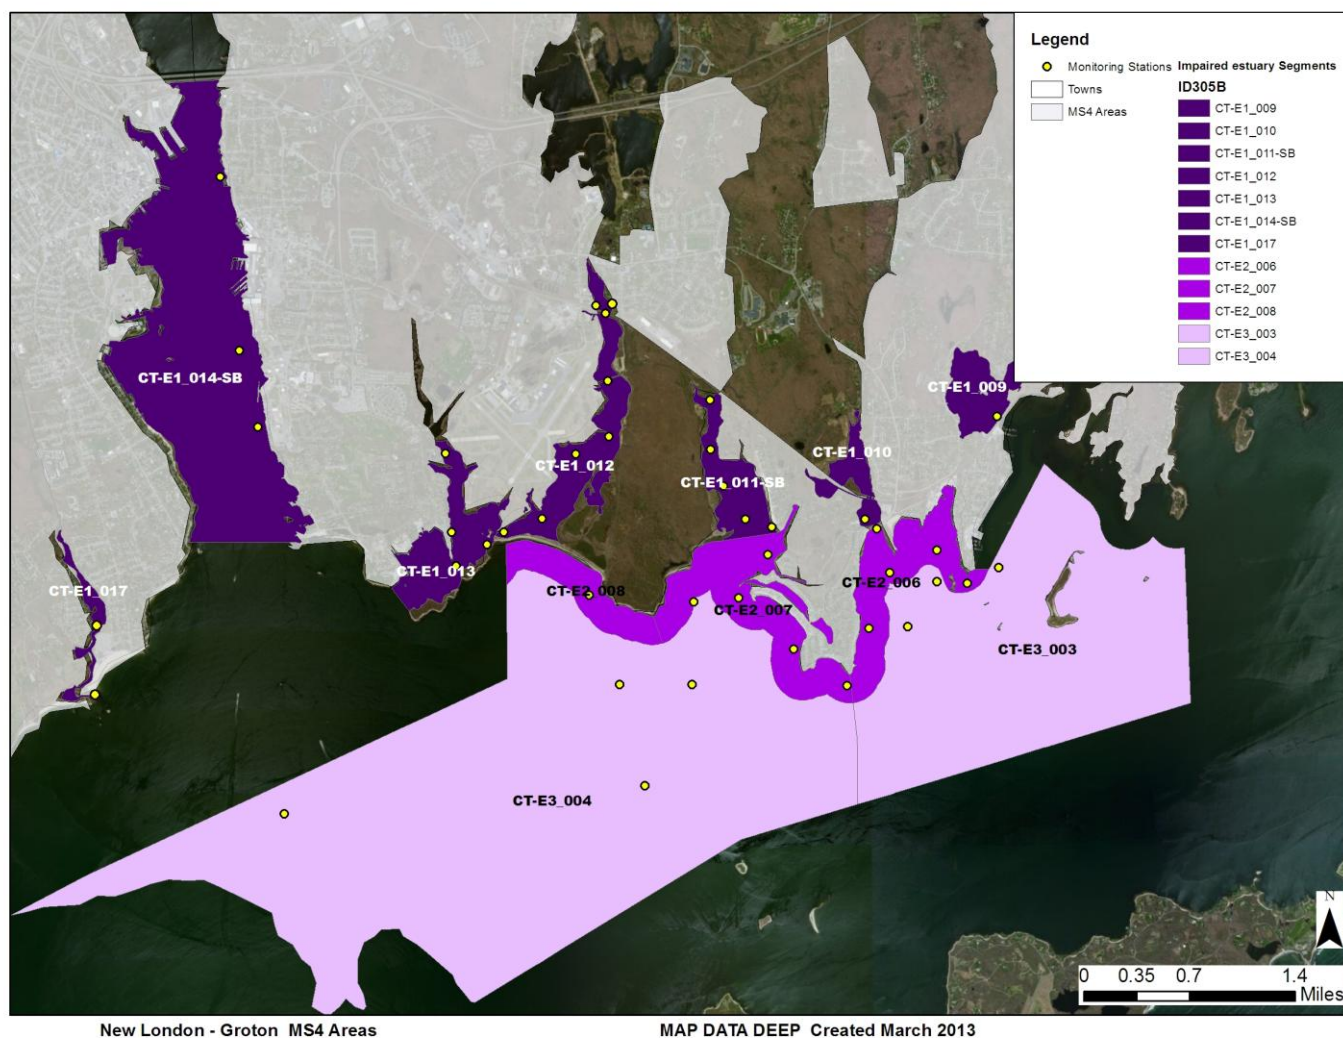 Legend
Monitoring Stations
Towns
MS4 Areas
Impaired estuary Segments
ID305B
CT-E1_009
CT-E1_010
CT-E1_011-SB
CT-E1_012
CT-E1_013
CT-E1_014-SB
CT-E1_017
CT-E2_006
CT-E2_007
CT-E2_008
CT-E3_003
CT-E3_004
CT-E1_014-SB
CT-E1_009
CT-E1_010
CT-E1_012
CT-E1_011-SB
CT-E1_013
CT-E2_006
CT-E1_017
CT-E2_008
CT-E2_007
CT-E3_003
CT-E3_004
N
0 0.35 0.7 1.4
Miles
New London - Groton MS4 Areas
MAP DATA DEEP Created March 2013